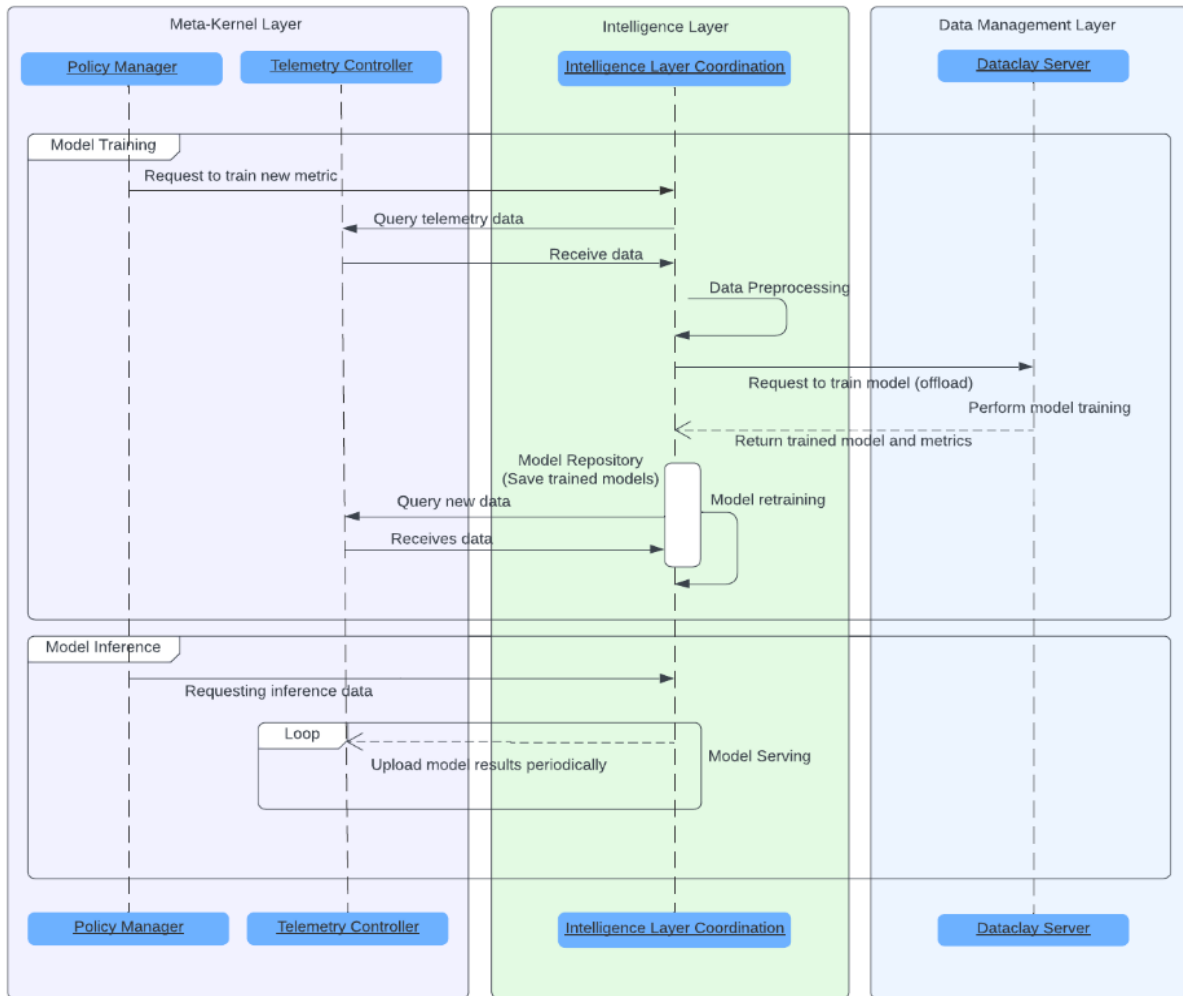 Meta-Kernel Layer
Intelligence Layer
Data Management Layer
Policy Manager
Telemetry Controller
Intelligence Layer Coordination
Dataclay Server
Model Training
Request to train new metric
Query telemetry data
Receive data
Data Preprocessing
Request to train model (offload)
Perform model training
Return trained model and metrics
Model Repository
(Save trained models)
Query new data
Model retraining
Receives data
Model Inference
Requesting inference data
Loop
Model Serving
Upload model results periodically
Policy Manager
Telemetry Controller
Intelligence Layer Coordination
Dataclay Server